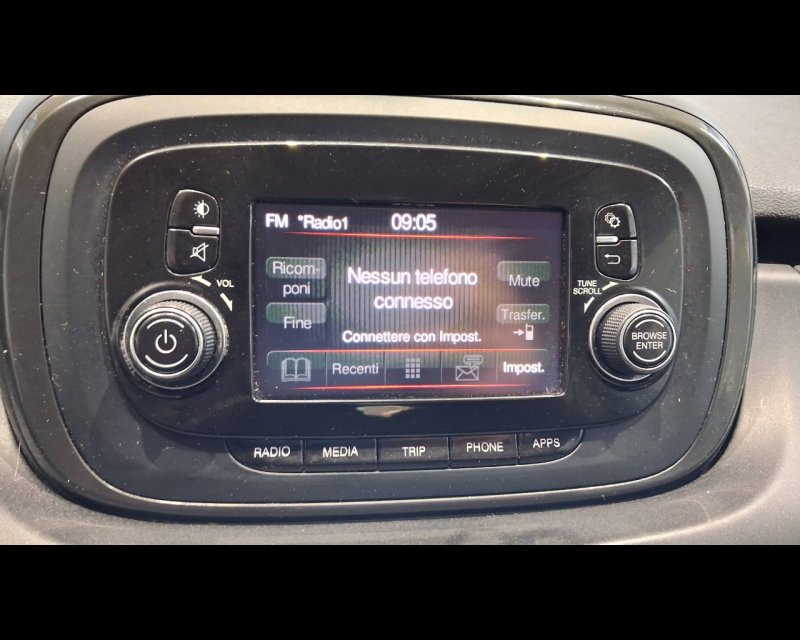 FM *Radio1 09:05
Ricom-
poni
Nessun telefono
connesso
Mute
Fine
Trasfer.
Connettere con Impost.
Recenti
Impost.
VOL
TUNE
SCROLL
BROWSE
ENTER
RADIO MEDIA TRIP PHONE APPS